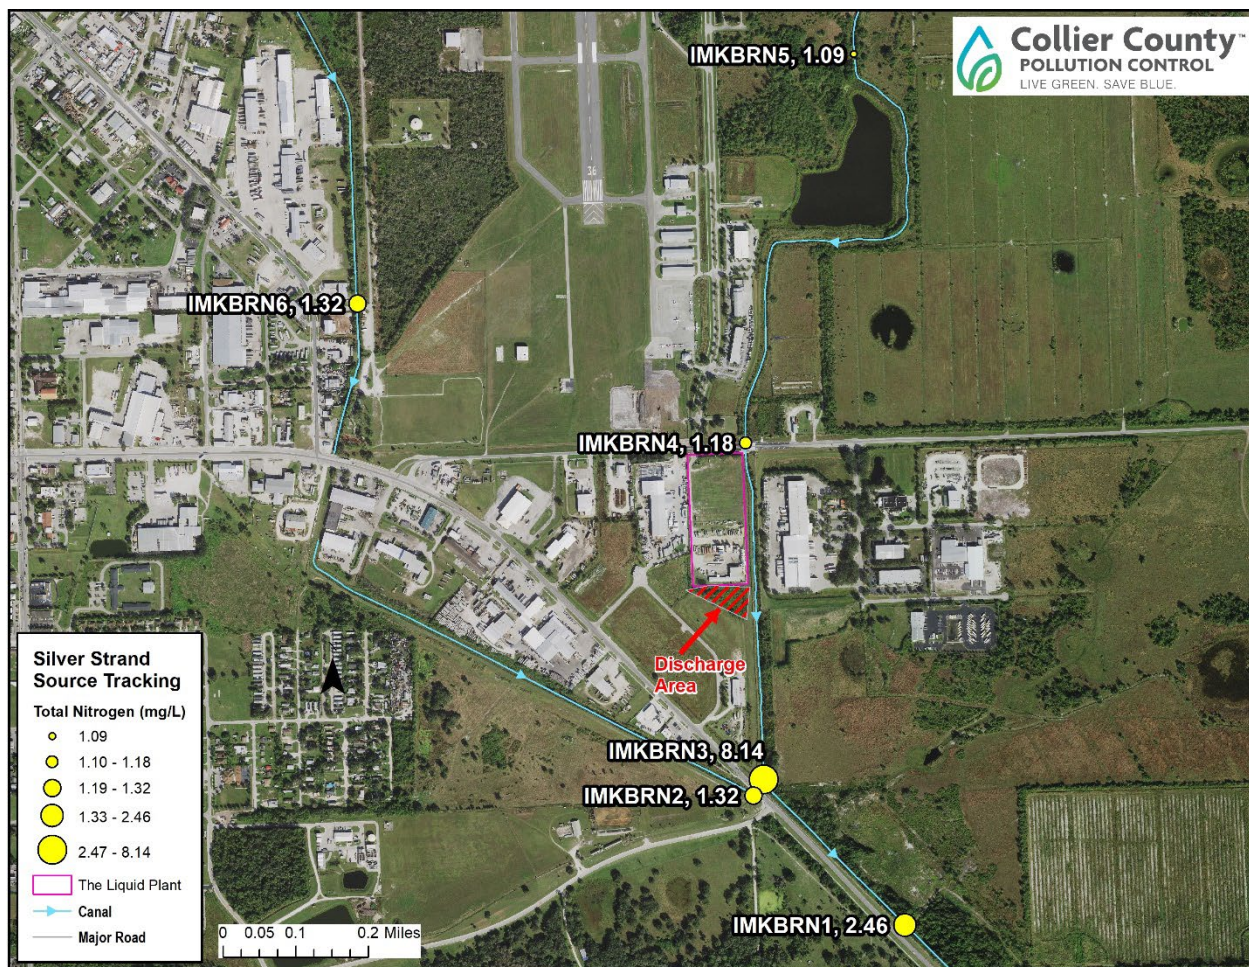 IMKBRN5, 1.09
Collier County™
POLLUTION CONTROL
LIVE GREEN. SAVE BLUE.
36
IMKBRN6, 1.32
IMKBRN4, 1.18
Discharge
Area
IMKBRN3, 8.14
IMKBRN2, 1.32
IMKBRN1, 2.46
Silver Strand
Source Tracking
Total Nitrogen (mg/L)
1.09
1.10 - 1.18
1.19 - 1.32
1.33 - 2.46
2.47 - 8.14
The Liquid Plant
Canal
Major Road
0 0.05 0.1 0.2 Miles